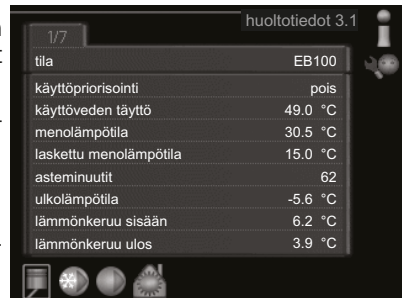 huoltotiedot 3.1
1/7
tila EB100
käyttöpriorisointi pois
käyttöveden täyttö 49.0 °C
menolämpötila 30.5 °C
laskettu menolämpötila 15.0 °C
asteminuutit 62
ulkolämpötila -5.6 °C
lämmönkeruu sisään 6.2 °C
lämmönkeruu ulos 3.9 °C